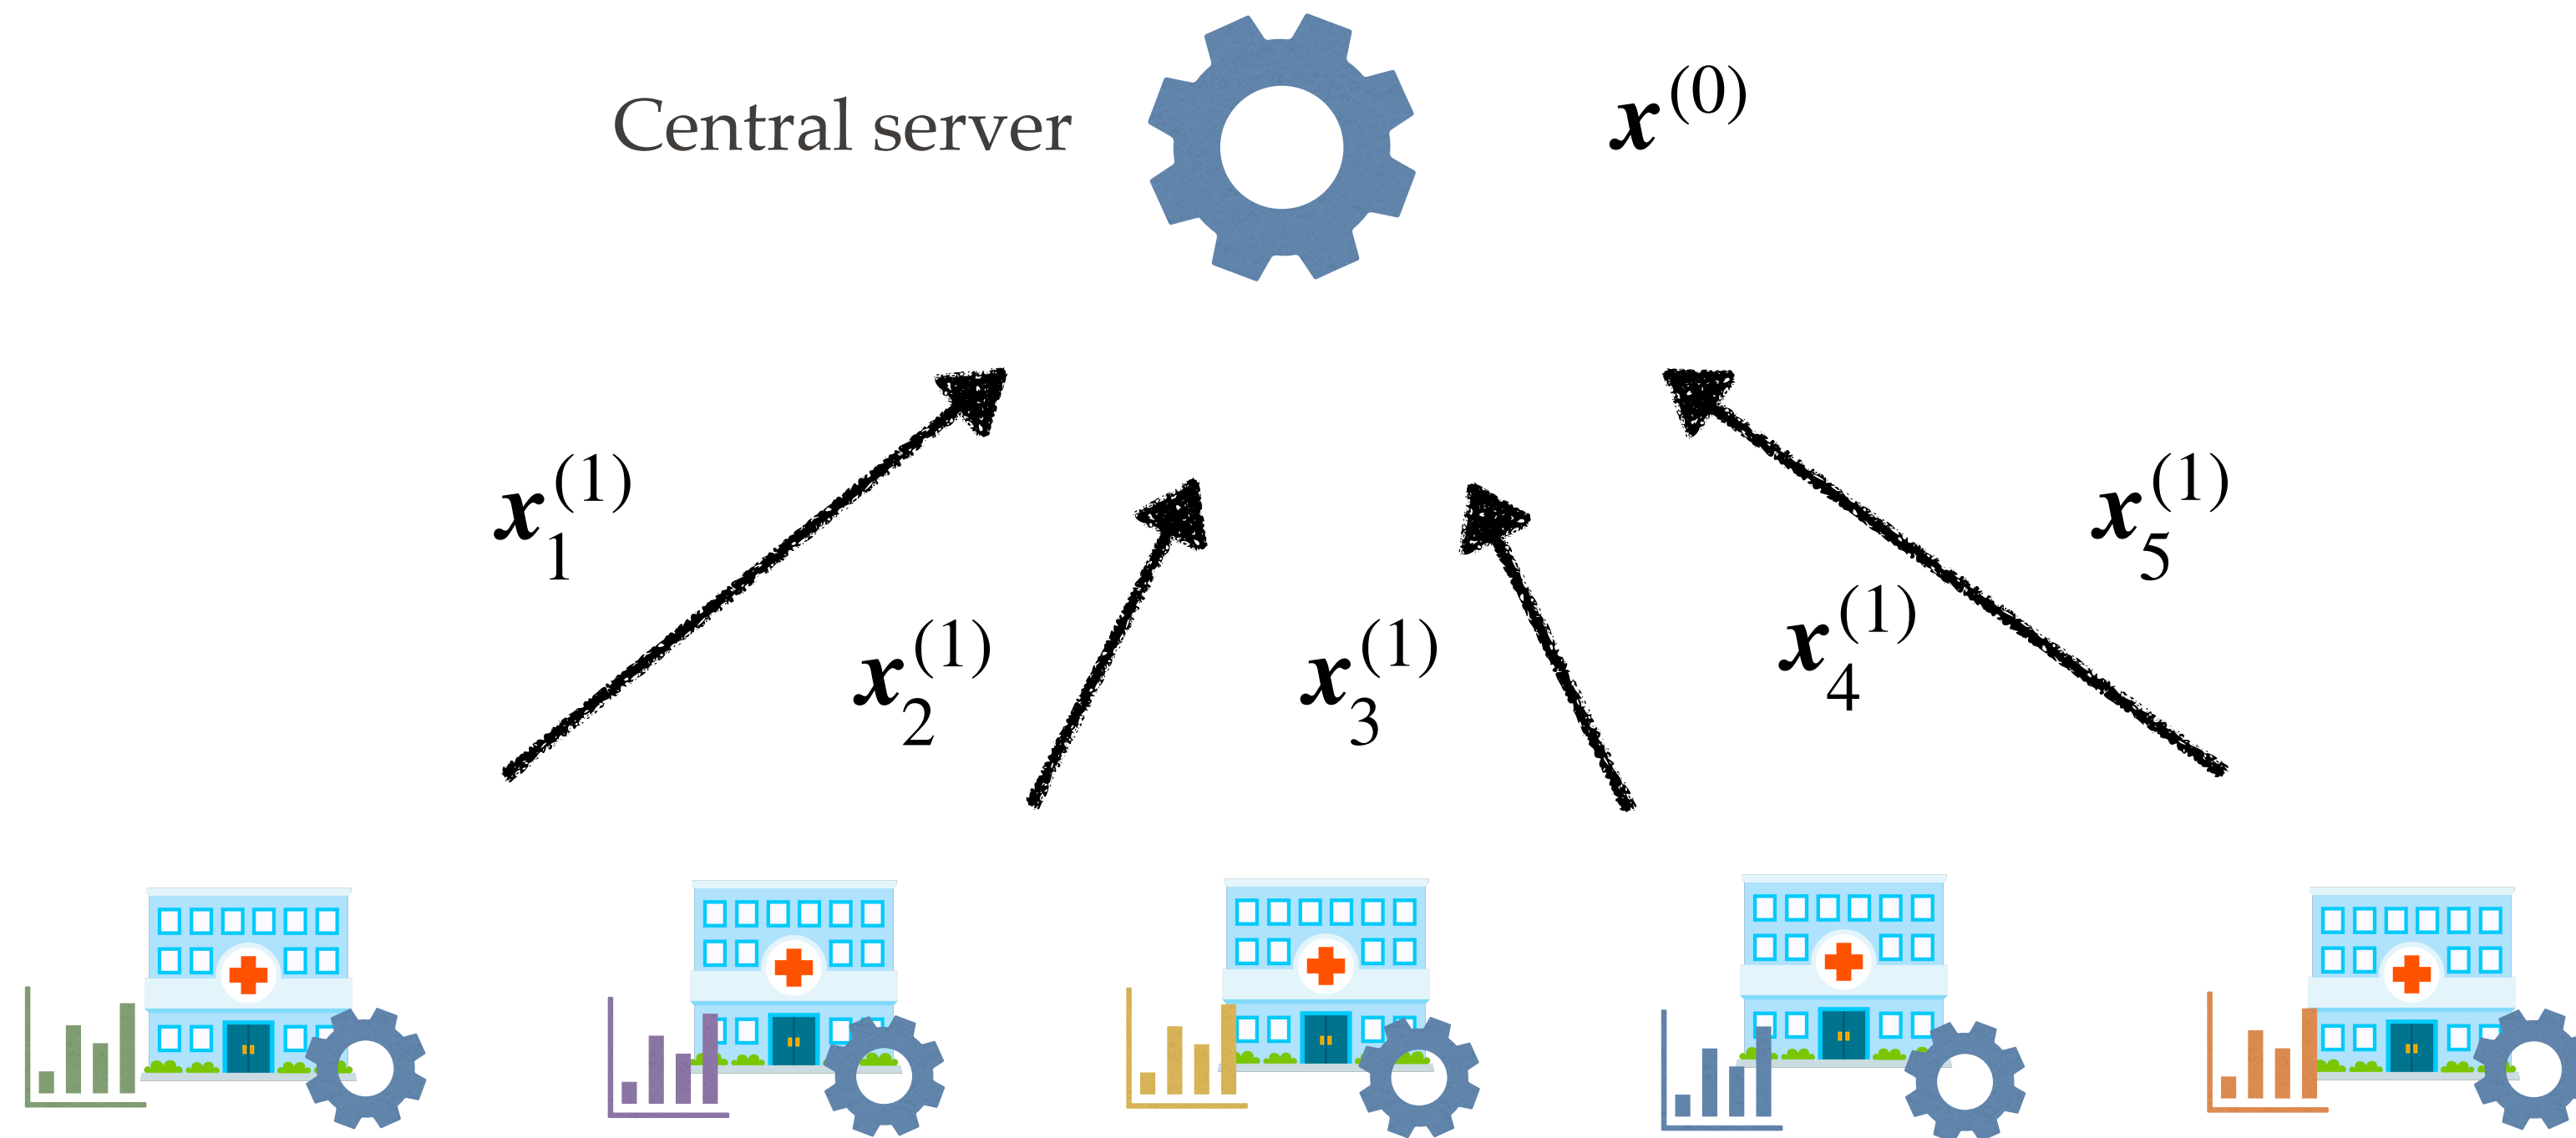 Central server
x^{(0)}
x_1^{(1)}
x_5^{(1)}
x_2^{(1)}
x_3^{(1)}
x_4^{(1)}